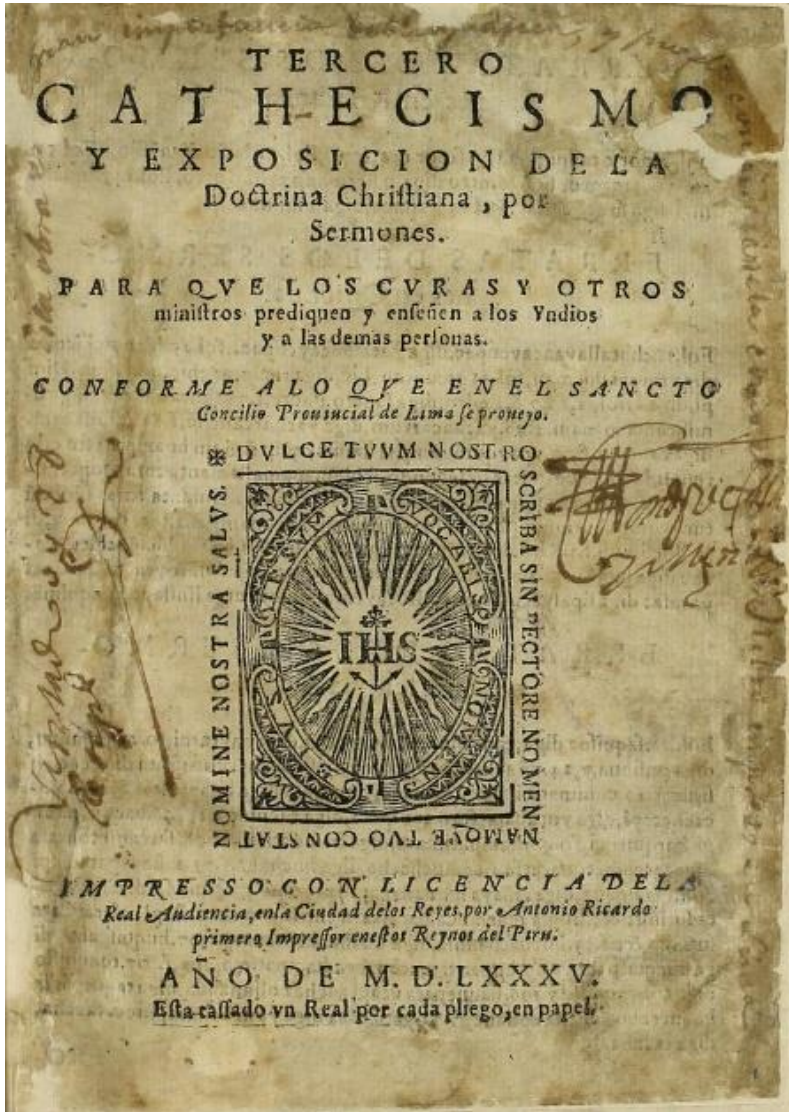 TERCERO
CATHECISMO
Y EXPOSICION DE LA
Doctrina Chriſtiana, por
Sermones.
PARA QVE LOS CVRAS Y OTROS
miniſtros prediquen y enſeñen a los Yndios
y a las demas perſonas.
CONFORME A LO QVE EN EL SANCTO
Concilio Prouincial de Lima ſe proueyo.
DVLCE TVVM NOSTRO
SCRIBA SIN PECTORE NOMEN
NAMQVE TVO CONSTAT
NOMINE NOSTRA SALVS.
IHS
IMPRESSO CON LICENCIA DELA
Real Audiencia, enla Ciudad delos Reyes, por Antonio Ricardo
primero Impreſſor eneſtos Reynos del Piru.
AÑO DE M. D. LXXXV.
Eſta taſſado vn Real por cada pliego, en papel.